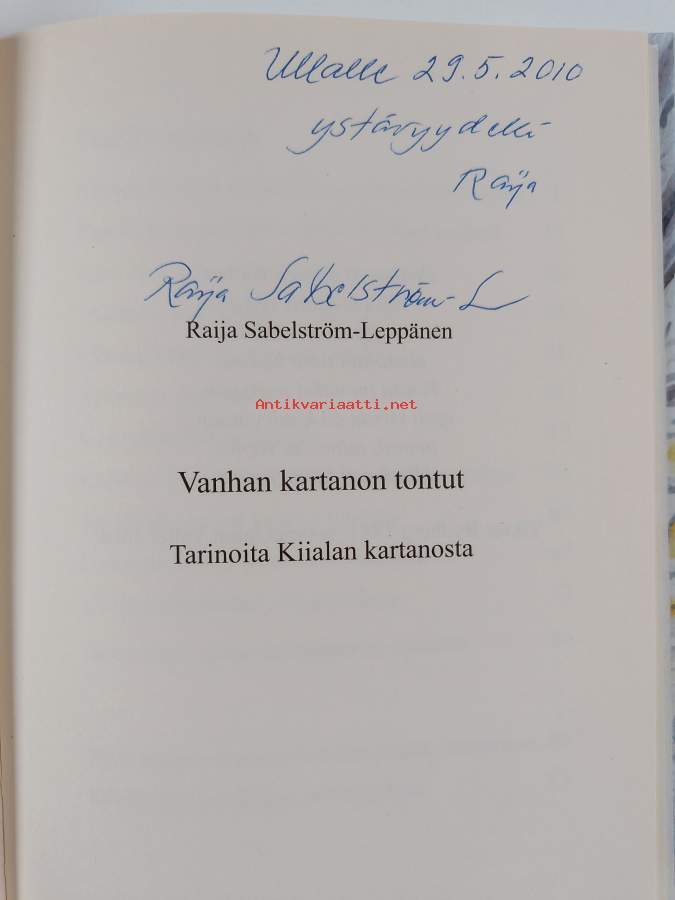 Ullalle 29.5.2010
ystävyydellä
Raija
Raija Sabelström-L
Raija Sabelström-Leppänen
Antikvariaatti.net
Vanhan kartanon tontut
Tarinoita Kiialan kartanosta